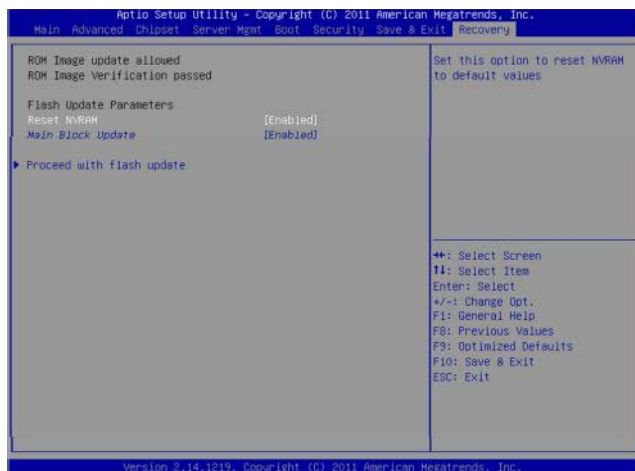 Aptio Setup Utility - Copyright (C) 2011 American Megatrends, Inc.
Main Advanced Chipset Server Mgmt Boot Security Save & Exit Recovery
ROM Image update allowed
ROM Image Verification passed
Flash Update Parameters
Reset NVRAM [Enabled]
Main Block Update [Enabled]
Proceed with flash update
Set this option to reset NVRAM
to default values
→←: Select Screen
↑↓: Select Item
Enter: Select
+/-: Change Opt.
F1: General Help
F8: Previous Values
F9: Optimized Defaults
F10: Save & Exit
ESC: Exit
Version 2.14.1219. Copyright (C) 2011 American Megatrends, Inc.